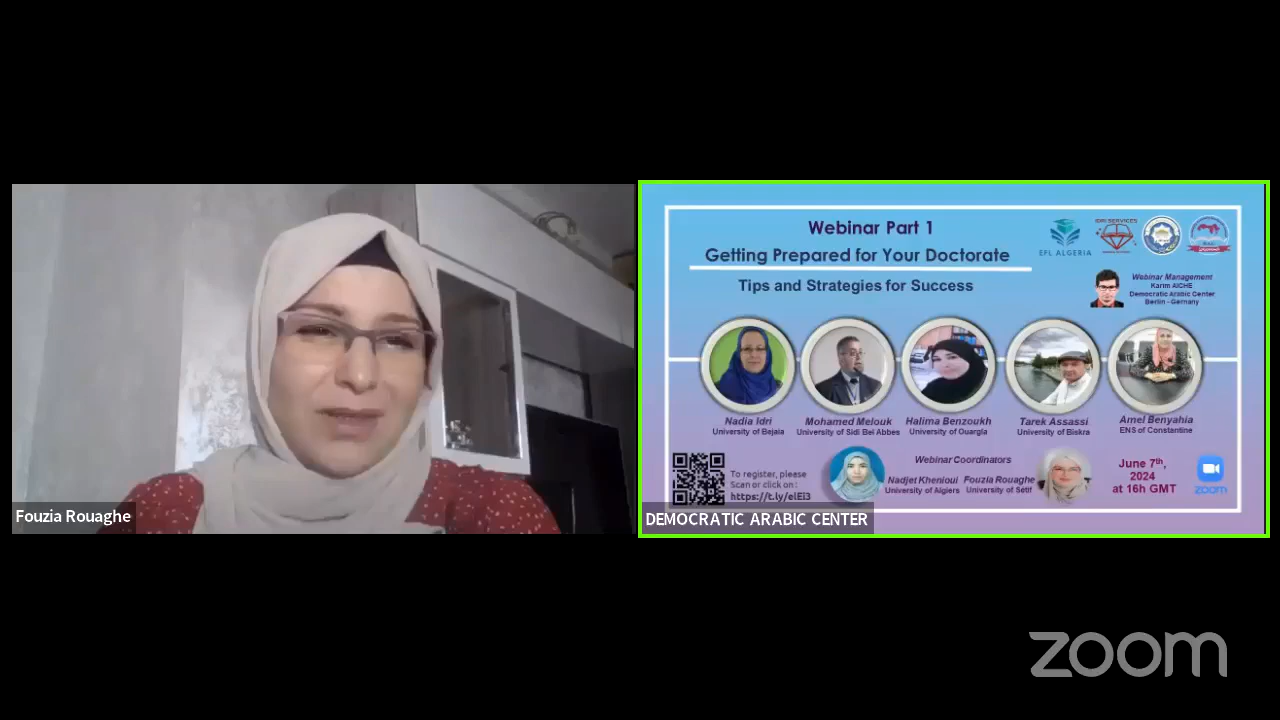 Fouzia Rouaghe
Webinar Part 1
Getting Prepared for Your Doctorate
Tips and Strategies for Success
EFL ALGERIA
SERVICES
Webinar Management
Karim AICHE
Democratic Arabic Center
Berlin - Germany
Nadia Idri
University of Bejaia
Mohamed Melouk
University of Sidi Bel Abbes
Halima Benzoukh
University of Ouargla
Tarek Assassi
University of Biskra
Amel Benyahia
ENS of Constantine
To register, please
Scan or click on :
https://t.ly/eiEi3
Webinar Coordinators
Nadjet Khenioui
University of Algiers
Fouzia Rouaghe
University of Setif
June 7th,
2024
at 16h GMT
zoom
DEMOCRATIC ARABIC CENTER
zoom